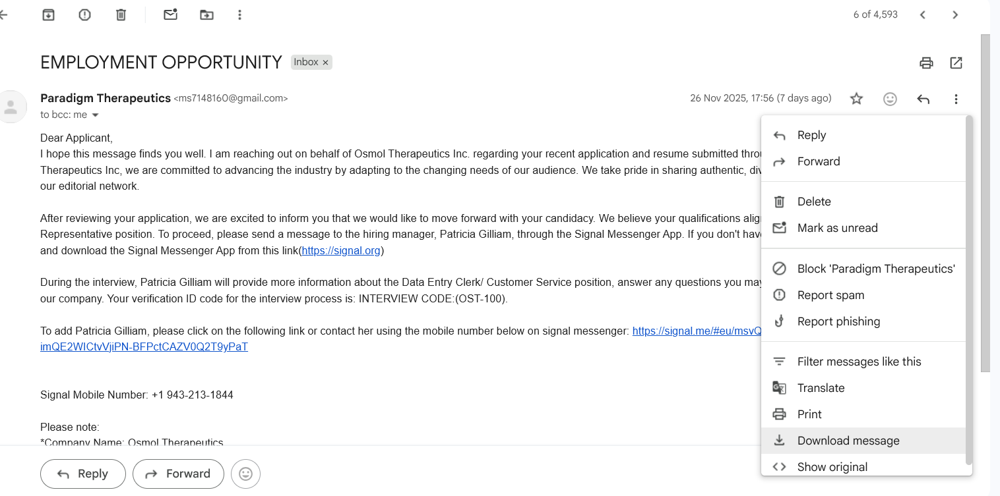 6 of 4,593
EMPLOYMENT OPPORTUNITY Inbox ×
Paradigm Therapeutics <ms7148160@gmail.com> 26 Nov 2025, 17:56 (7 days ago)
to bcc: me
Dear Applicant,
I hope this message finds you well. I am reaching out on behalf of Osmol Therapeutics Inc. regarding your recent application and resume submitted
Therapeutics Inc, we are committed to advancing the industry by adapting to the changing needs of our audience. We take pride in sharing authentic,
our editorial network.
After reviewing your application, we are excited to inform you that we would like to move forward with your candidacy. We believe your qualifications
Representative position. To proceed, please send a message to the hiring manager, Patricia Gilliam, through the Signal Messenger App. If you don't
and download the Signal Messenger App from this link(https://signal.org)
During the interview, Patricia Gilliam will provide more information about the Data Entry Clerk/ Customer Service position, answer any questions you may
our company. Your verification ID code for the interview process is: INTERVIEW CODE:(OST-100).
To add Patricia Gilliam, please click on the following link or contact her using the mobile number below on signal messenger: https://signal.me/#eu/msvQ
imQE2WICtvVjiPN-BFPctCAZV0Q2T9yPaT
Signal Mobile Number: +1 943-213-1844
Please note:
*Company Name: Osmol Therapeutics
Reply
Forward
Delete
Mark as unread
Block 'Paradigm Therapeutics'
Report spam
Report phishing
Filter messages like this
Translate
Print
Download message
Show original
Reply Forward